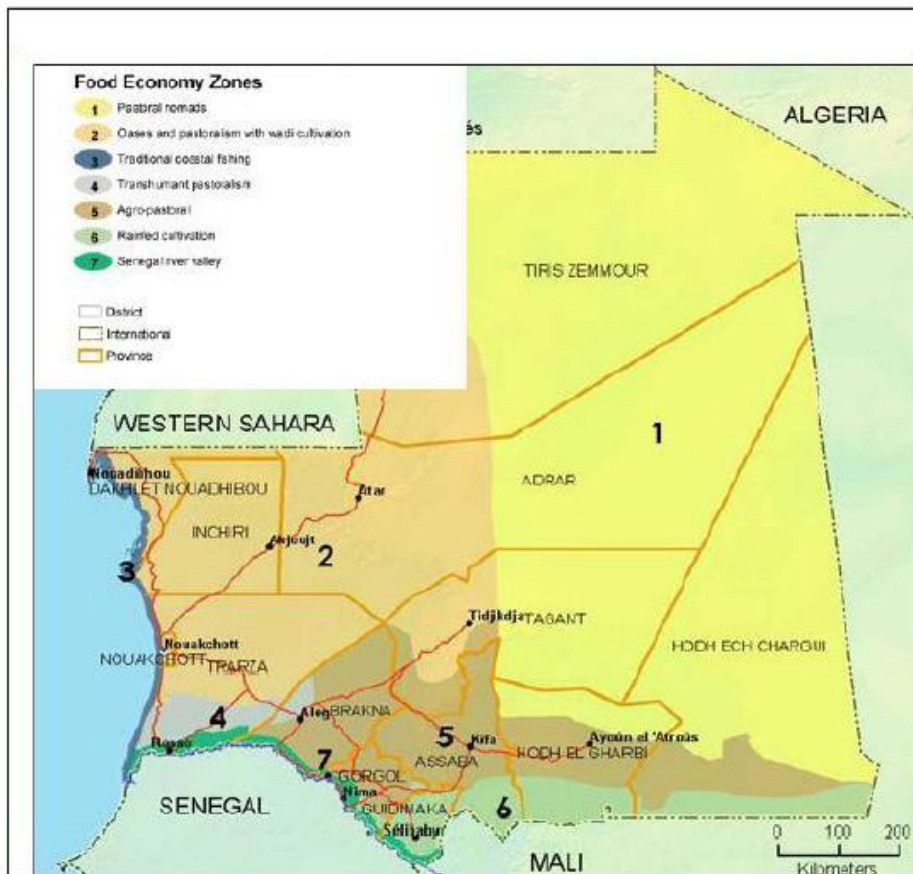 Food Economy Zones
1 Pastoral nomads
2 Oases and pastoralism with wadi cultivation
3 Traditional coastal fishing
4 Transhumant pastoralism
5 Agro-pastoral
6 Rainfed cultivation
7 Senegal river valley
District
International
Province
ALGERIA
és
TIRIS ZEMMOUR
WESTERN SAHARA
1
Nouadhibou
DAKHLET NOUADHIBOU
Atar
ADRAR
INCHIRI
Akjoujt
2
3
Tidjikdja
TAGANT
Nouakchott
NOUAKCHOTT
TRARZA
HODH ECH CHARGUI
4
Aleg
BRAKNA
5
Kifa
Ayoûn el 'Atroûs
Rosso
ASSABA
HODH EL GHARBI
7
GORGOL
Nima
SENEGAL
GUIDIMAKA
6
Sélibabi
0 100 200
Kilometers
MALI